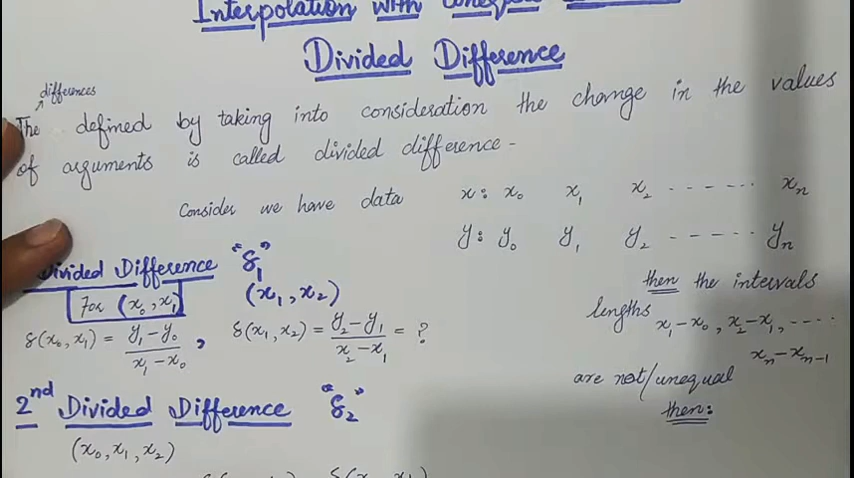 Interpolation with
Divided Difference
differences
The defined by taking into consideration the change in the values
of arguments is called divided difference -
Consider we have data
x : x₀ x₁ x₂ ------ xₙ
y : y₀ y₁ y₂ ------ yₙ
Divided Difference "δ₁"
For (x₀, x₁) (x₁, x₂)
δ(x₀, x₁) = (y₁ - y₀)/(x₁ - x₀) , δ(x₁, x₂) = (y₂ - y₁)/(x₂ - x₁) = ?
then the intervals
lengths x₁ - x₀, x₂ - x₁, -----
xₙ - xₙ₋₁
are not/unequal
then:
2nd Divided Difference "δ₂"
(x₀, x₁, x₂)